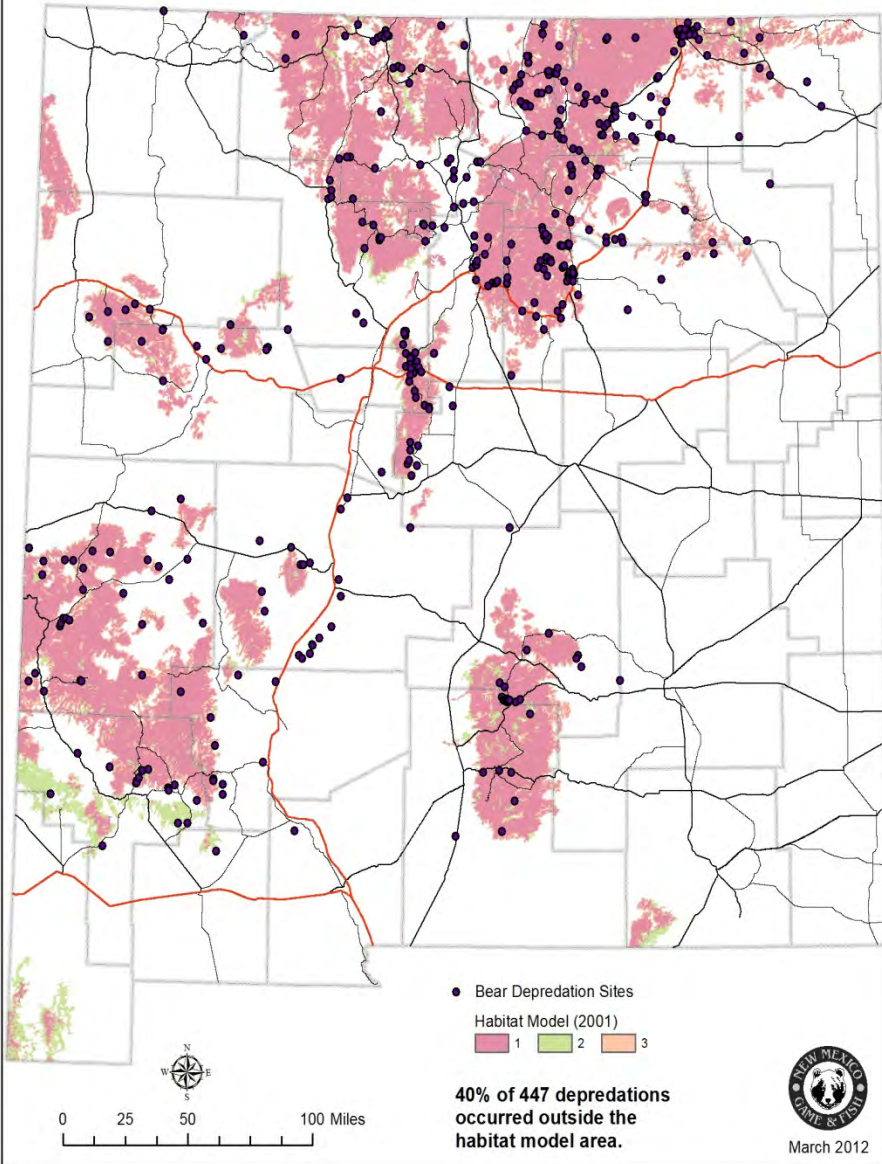 Bear Depredation Sites
Habitat Model (2001)
1 2 3
N
W E
S
40% of 447 depredations
occurred outside the
habitat model area.
0 25 50 100 Miles
NEW MEXICO
GAME & FISH
March 2012